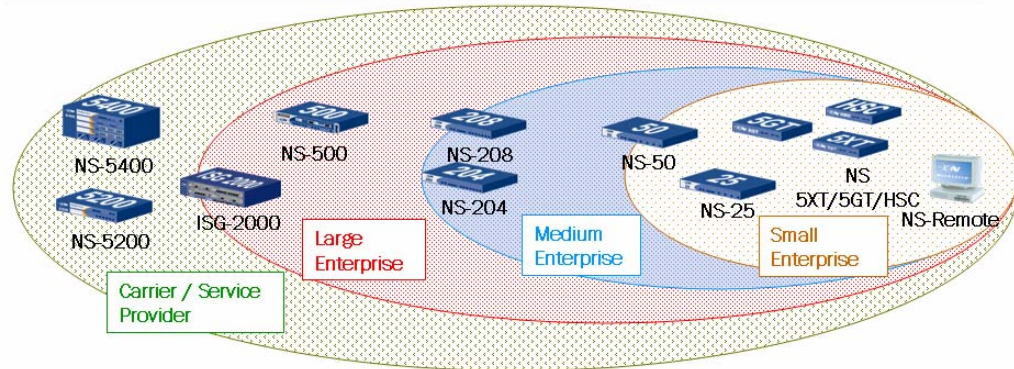 5400
NS-5400
5200
NS-5200
500
NS-500
ISG-2000
208
NS-208
204
NS-204
50
NS-50
25
NS-25
5GT
HSC
5XT
NS
5XT/5GT/HSC
NS-Remote
Large
Enterprise
Medium
Enterprise
Small
Enterprise
Carrier / Service
Provider